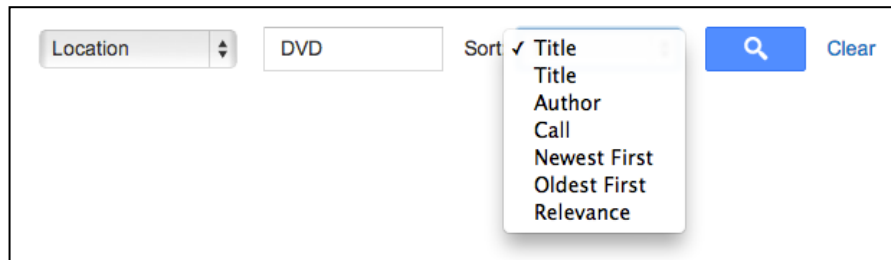 Location DVD Sort ✓ Title Clear
Title
Author
Call
Newest First
Oldest First
Relevance